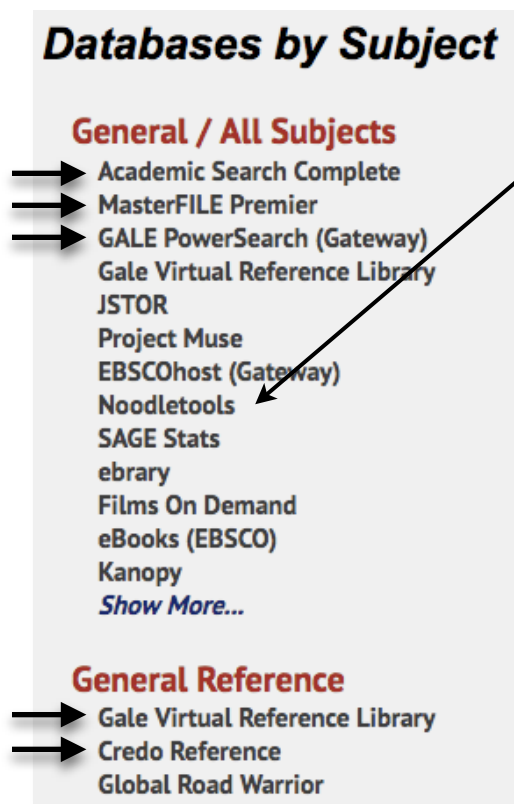 Databases by Subject
General / All Subjects
Academic Search Complete
MasterFILE Premier
GALE PowerSearch (Gateway)
Gale Virtual Reference Library
JSTOR
Project Muse
EBSCOhost (Gateway)
Noodletools
SAGE Stats
ebrary
Films On Demand
eBooks (EBSCO)
Kanopy
Show More...
General Reference
Gale Virtual Reference Library
Credo Reference
Global Road Warrior